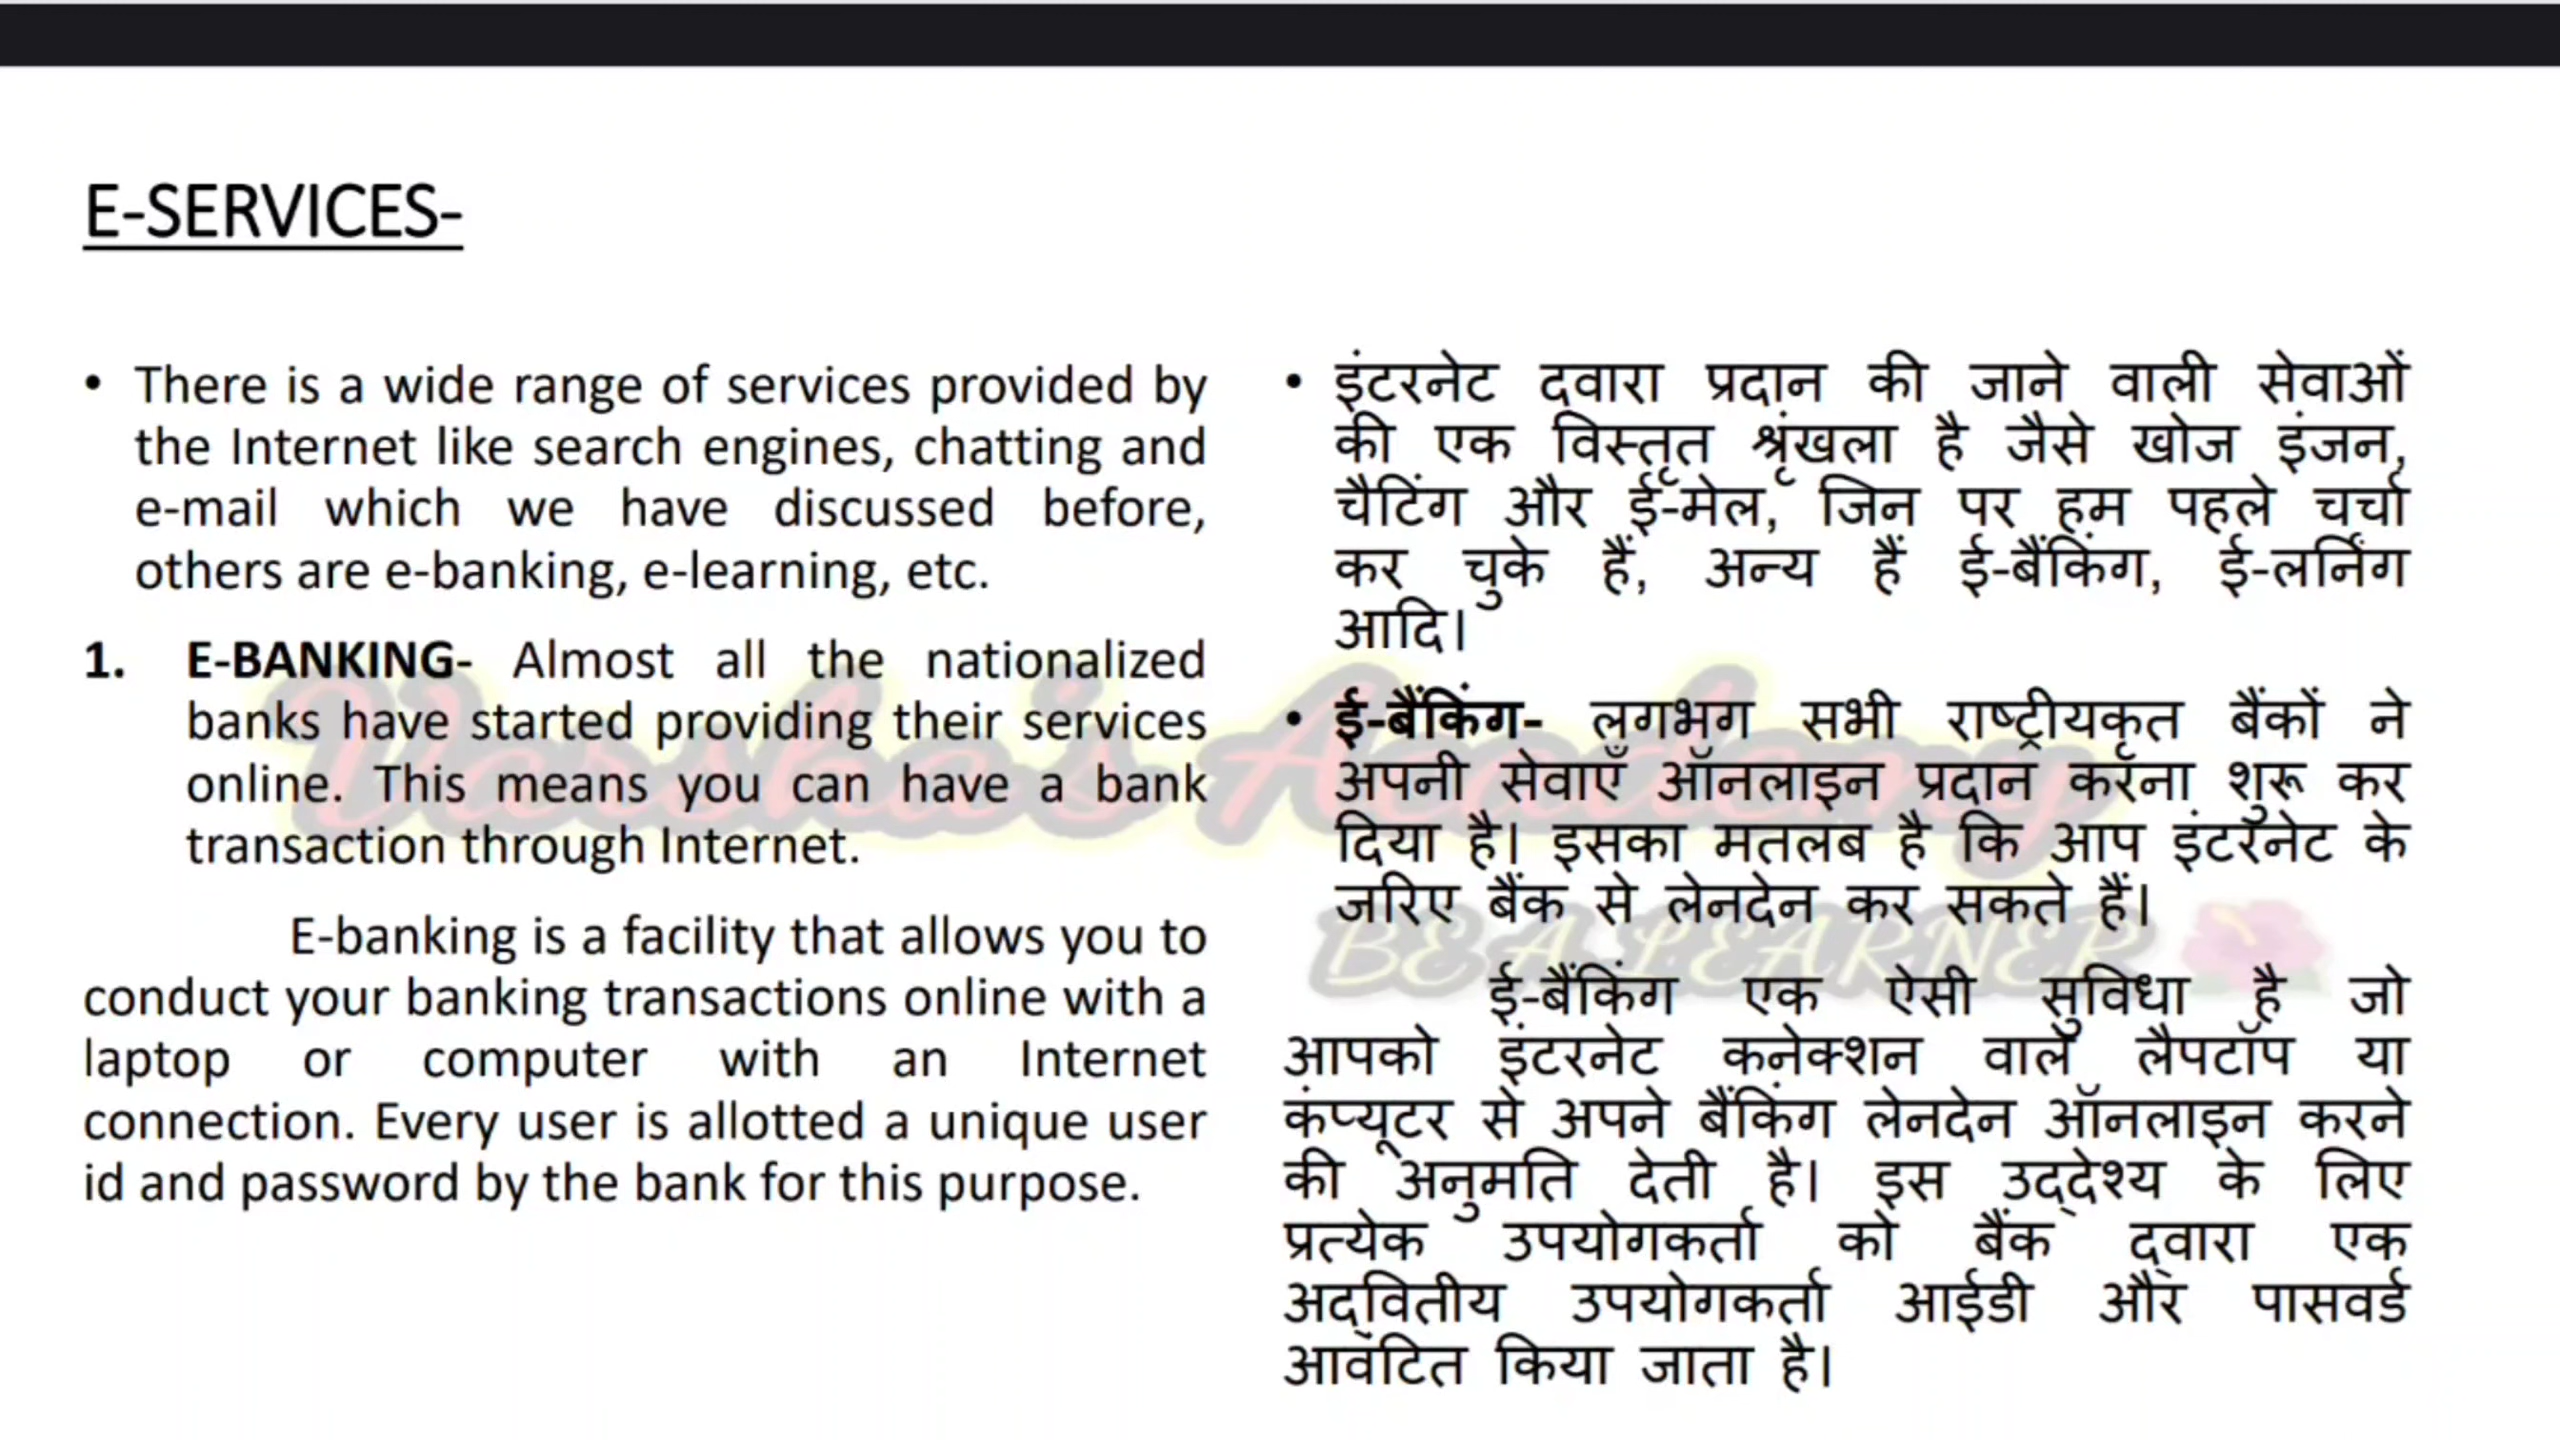 E-SERVICES-
• There is a wide range of services provided by
the Internet like search engines, chatting and
e-mail which we have discussed before,
others are e-banking, e-learning, etc.
1. E-BANKING- Almost all the nationalized
banks have started providing their services
online. This means you can have a bank
transaction through Internet.
E-banking is a facility that allows you to
conduct your banking transactions online with a
laptop or computer with an Internet
connection. Every user is allotted a unique user
id and password by the bank for this purpose.
• इंटरनेट द्वारा प्रदान की जाने वाली सेवाओं
की एक विस्तृत श्रृंखला है जैसे खोज इंजन,
चैटिंग और ई-मेल, जिन पर हम पहले चर्चा
कर चुके हैं, अन्य हैं ई-बैंकिंग, ई-लर्निंग
आदि।
• ई-बैंकिंग- लगभग सभी राष्ट्रीयकृत बैंकों ने
अपनी सेवाएँ ऑनलाइन प्रदान करना शुरू कर
दिया है। इसका मतलब है कि आप इंटरनेट के
जरिए बैंक से लेनदेन कर सकते हैं।
ई-बैंकिंग एक ऐसी सुविधा है जो
आपको इंटरनेट कनेक्शन वाले लैपटॉप या
कंप्यूटर से अपने बैंकिंग लेनदेन ऑनलाइन करने
की अनुमति देती है। इस उद्देश्य के लिए
प्रत्येक उपयोगकर्ता को बैंक द्वारा एक
अद्वितीय उपयोगकर्ता आईडी और पासवर्ड
आवंटित किया जाता है।
Varsha's Academy
BE A LEARNER